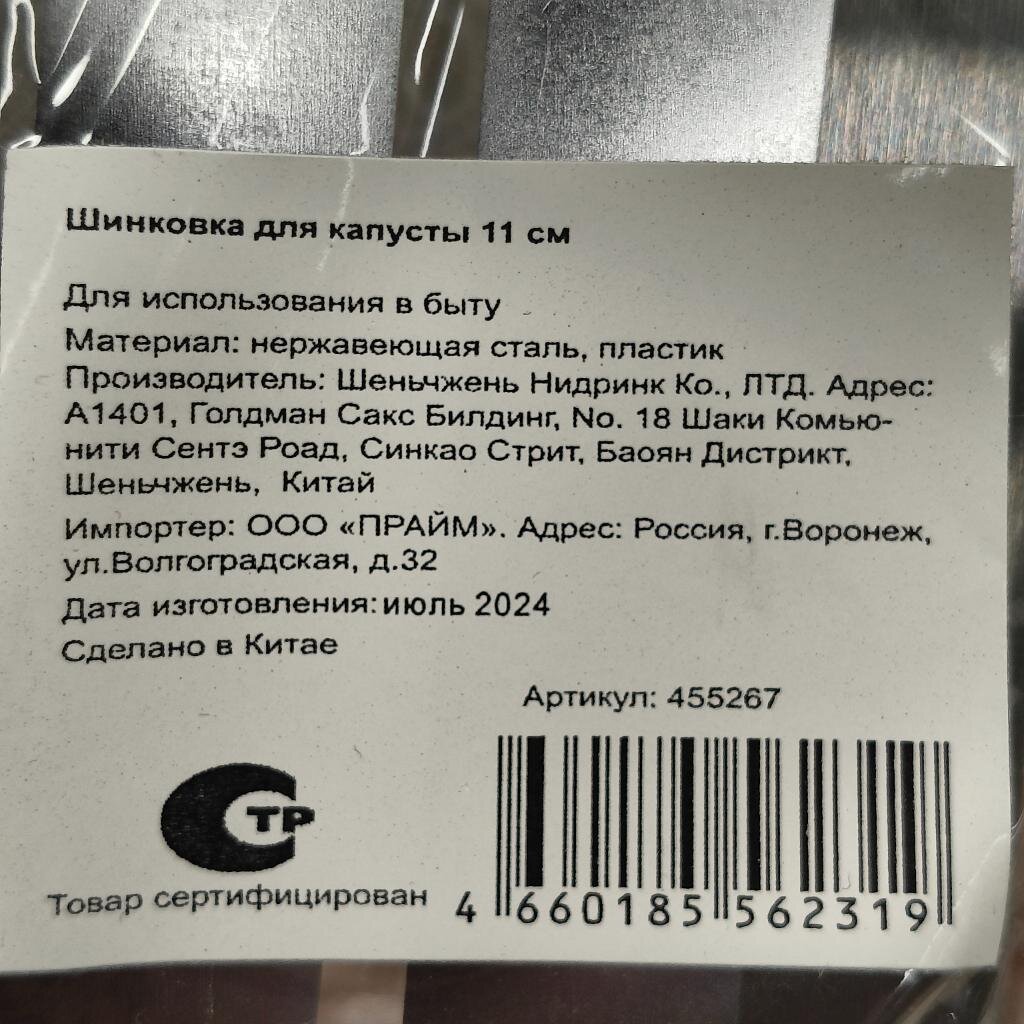 Шинковка для капусты 11 см
Для использования в быту
Материал: нержавеющая сталь, пластик
Производитель: Шеньчжень Нидринк Ко., ЛТД. Адрес:
А1401, Голдман Сакс Билдинг, No. 18 Шаки Комью-
нити Сентэ Роад, Синкао Стрит, Баоян Дистрикт,
Шеньчжень, Китай
Импортер: ООО «ПРАЙМ». Адрес: Россия, г.Воронеж,
ул.Волгоградская, д.32
Дата изготовления: июль 2024
Сделано в Китае
Артикул: 455267
СТР
Товар сертифицирован
4 660185 562319